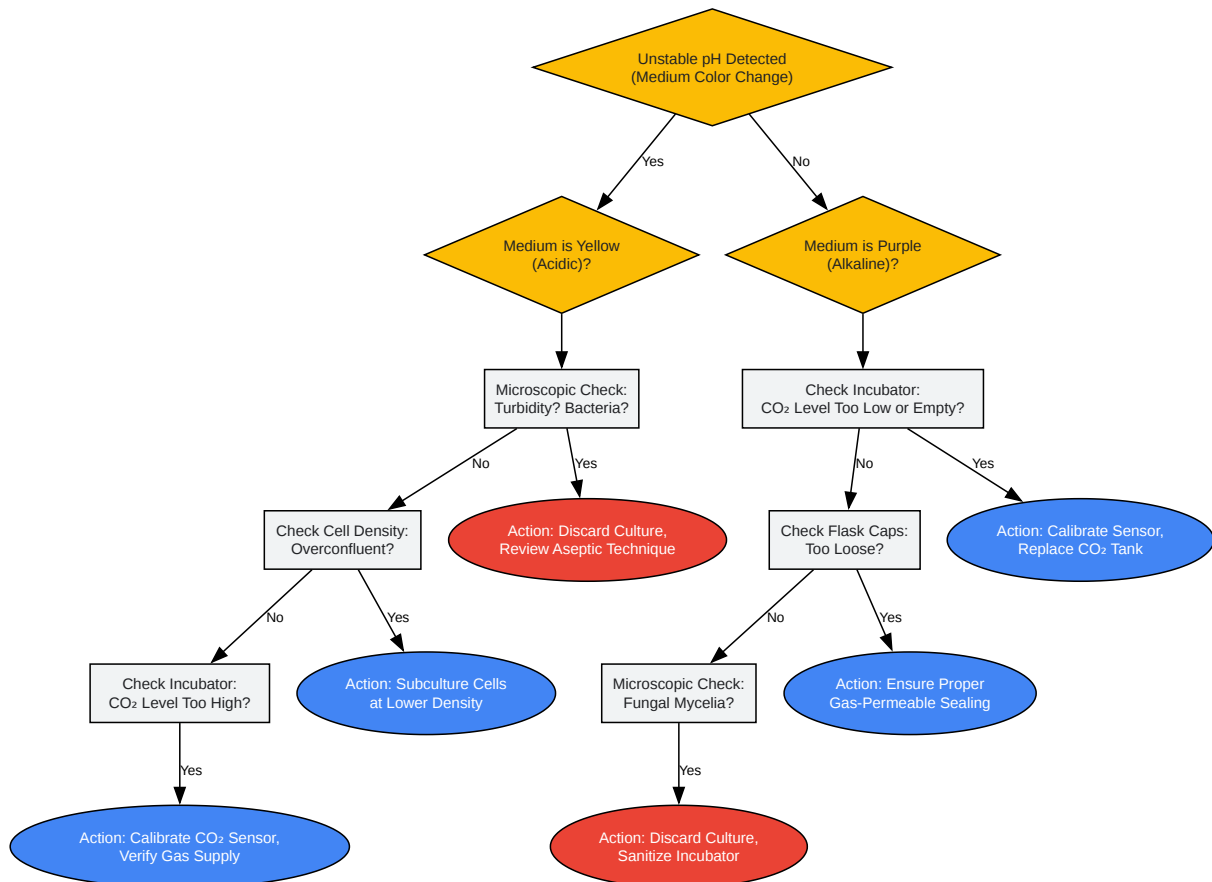 Unstable pH Detected
(Medium Color Change)
Yes
No
Medium is Yellow
(Acidic)?
Medium is Purple
(Alkaline)?
Microscopic Check:
Turbidity? Bacteria?
Check Incubator:
CO₂ Level Too Low or Empty?
No
Yes
No
Yes
Check Cell Density:
Overconfluent?
Action: Discard Culture,
Review Aseptic Technique
Check Flask Caps:
Too Loose?
Action: Calibrate Sensor,
Replace CO₂ Tank
No
Yes
No
Yes
Check Incubator:
CO₂ Level Too High?
Action: Subculture Cells
at Lower Density
Microscopic Check:
Fungal Mycelia?
Action: Ensure Proper
Gas-Permeable Sealing
Yes
Yes
Action: Calibrate CO₂ Sensor,
Verify Gas Supply
Action: Discard Culture,
Sanitize Incubator